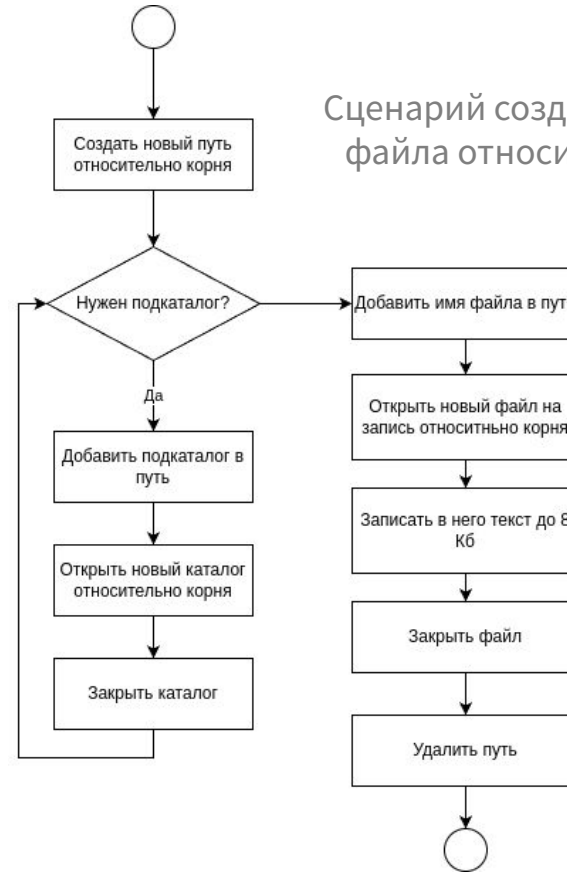 Сценарий созд
файла относи
Создать новый путь
относительно корня
Нужен подкаталог?
Да
Добавить подкаталог в
путь
Открыть новый каталог
относительно корня
Закрыть каталог
Добавить имя файла в пут
Открыть новый файл на
запись относитньно корня
Записать в него текст до 8
Кб
Закрыть файл
Удалить путь